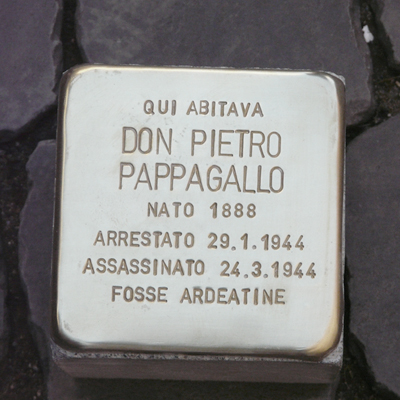 QUI ABITAVA
DON PIETRO
PAPPAGALLO
NATO 1888
ARRESTATO 29.1.1944
ASSASSINATO 24.3.1944
FOSSE ARDEATINE